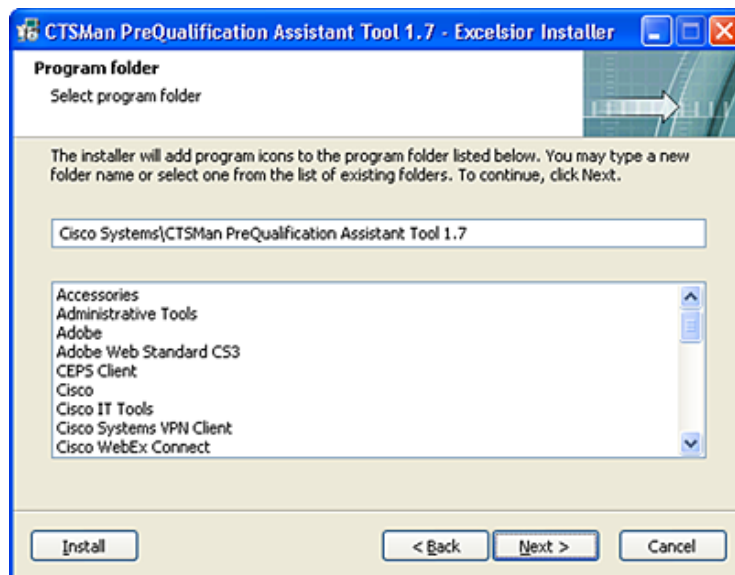 CTSMan PreQualification Assistant Tool 1.7 - Excelsior Installer
Program folder
Select program folder
The installer will add program icons to the program folder listed below. You may type a new
folder name or select one from the list of existing folders. To continue, click Next.
Cisco Systems\CTSMan PreQualification Assistant Tool 1.7
Accessories
Administrative Tools
Adobe
Adobe Web Standard CS3
CEPS Client
Cisco
Cisco IT Tools
Cisco Systems VPN Client
Cisco WebEx Connect
Install
< Back
Next >
Cancel